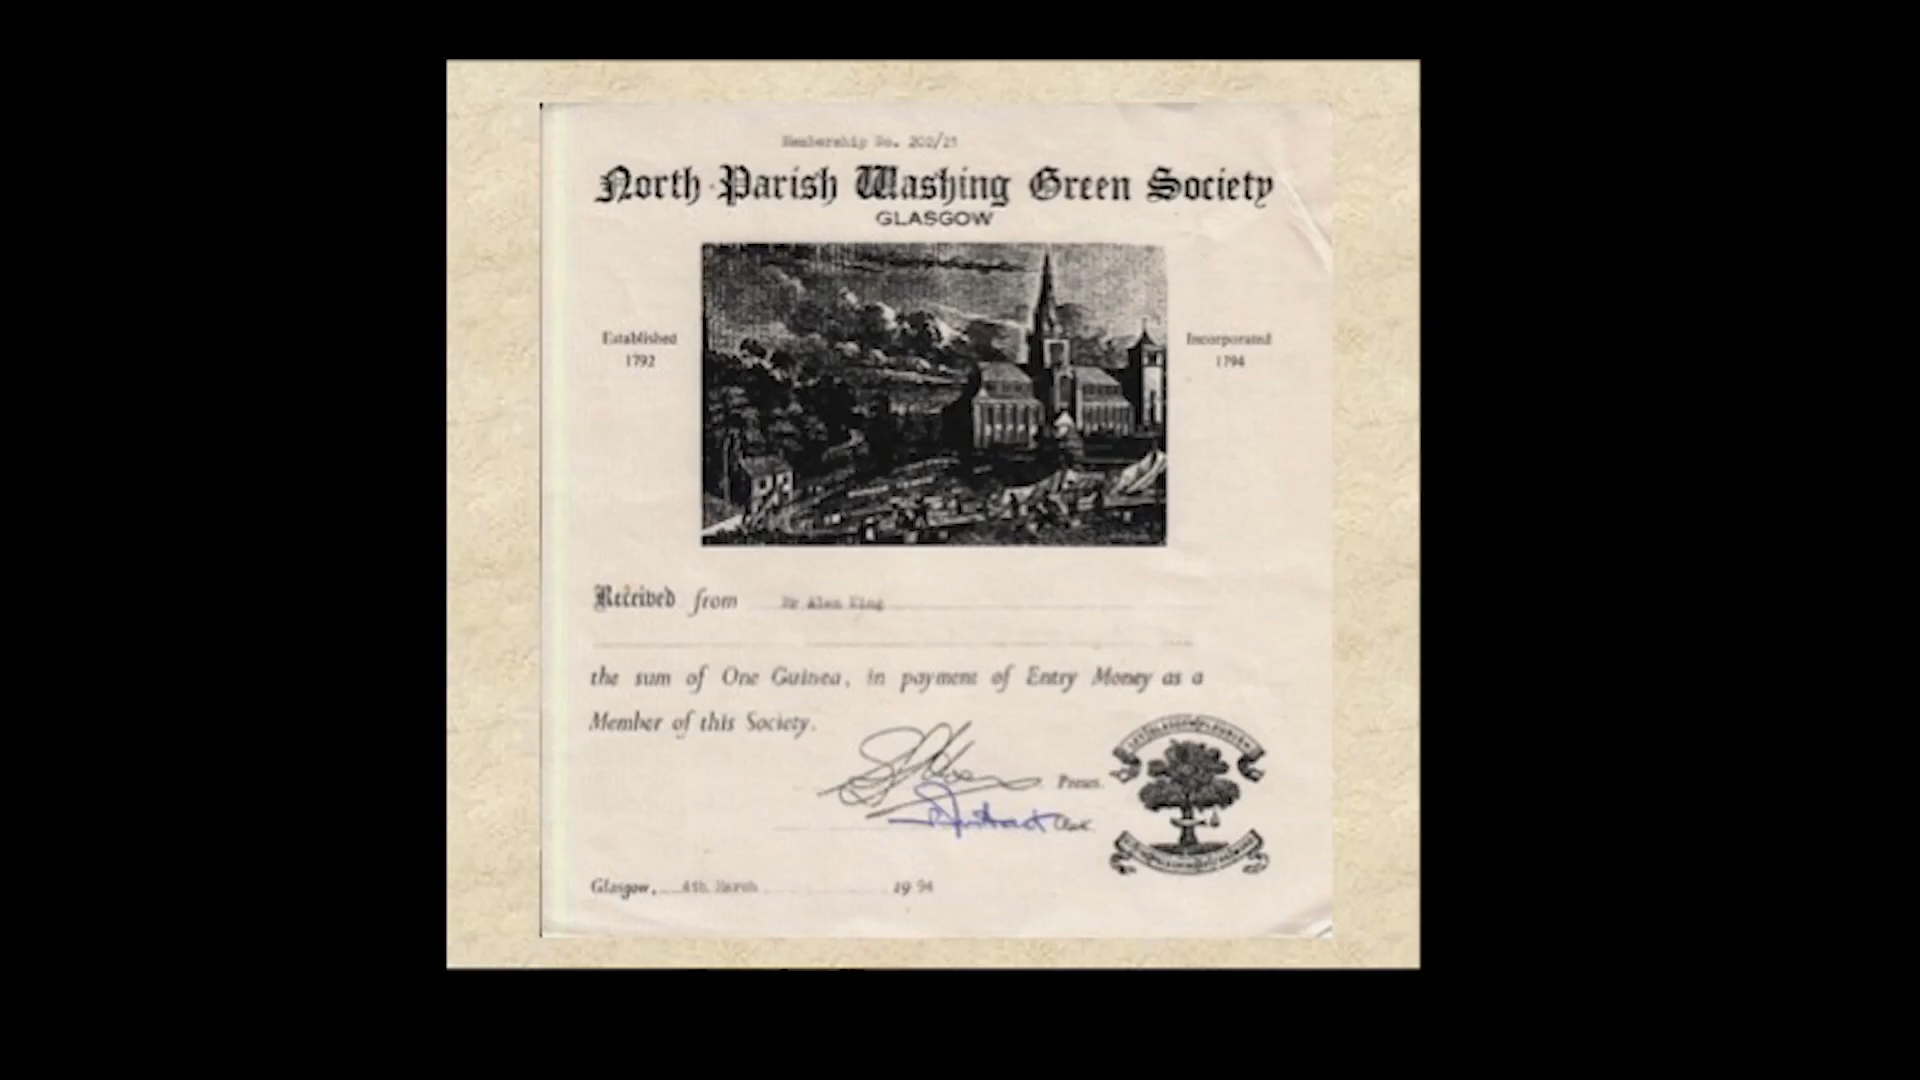 Membership No. 202/21
North Parish Washing Green Society
GLASGOW
Established
1792
Incorporated
1794
Received from Mr Alan King
the sum of One Guinea, in payment of Entry Money as a
Member of this Society.
Preses.
Clerk.
Glasgow, 4th March 1994